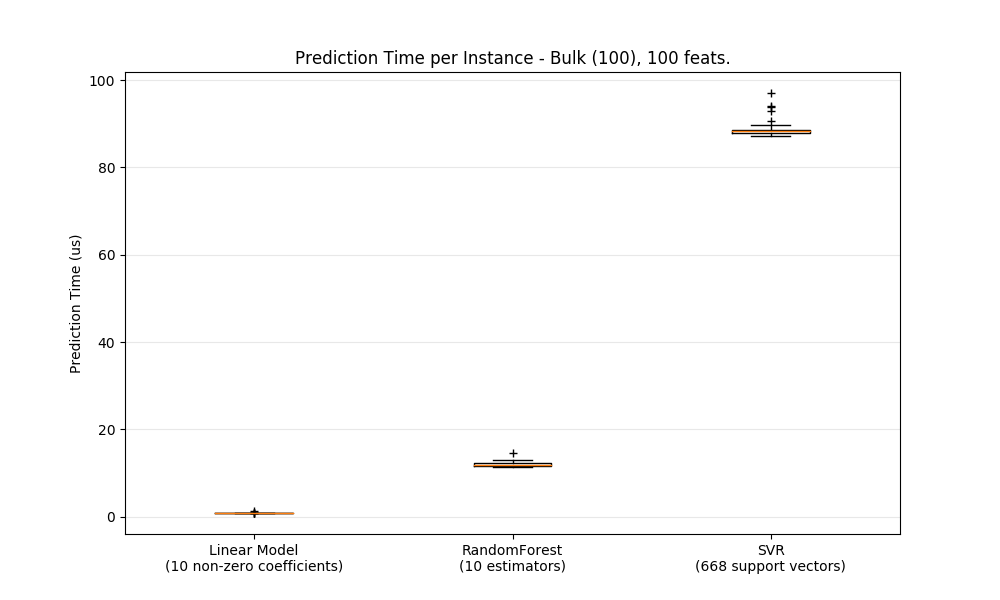 Prediction Time per Instance - Bulk (100), 100 feats.
100
80
60
40
20
0
Prediction Time (us)
Linear Model
(10 non-zero coefficients)
RandomForest
(10 estimators)
SVR
(668 support vectors)